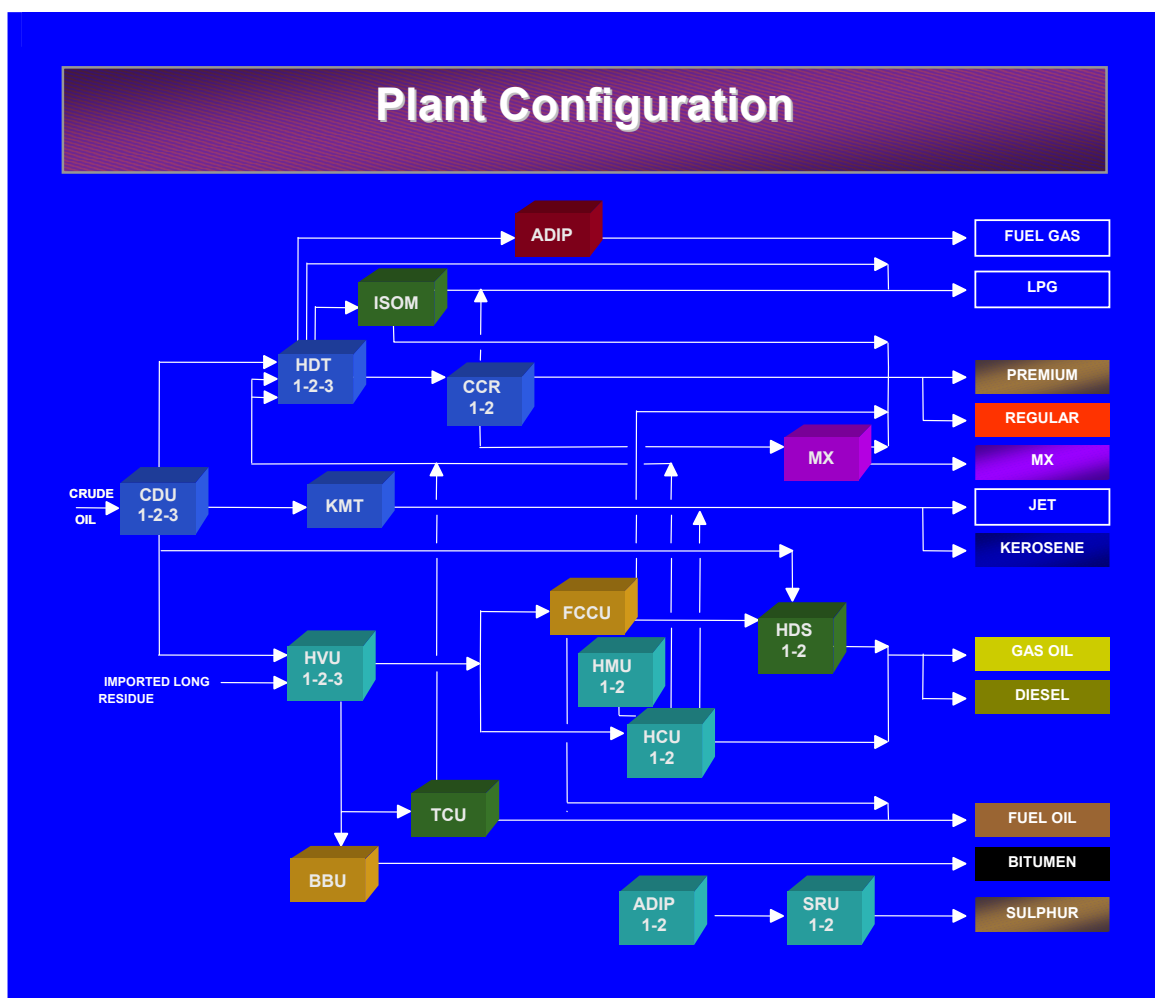 Plant Configuration
ADIP
FUEL GAS
ISOM
LPG
HDT
1-2-3
CCR
1-2
PREMIUM
REGULAR
MX
MX
CRUDE
OIL
CDU
1-2-3
KMT
JET
KEROSENE
FCCU
HDS
1-2
HVU
1-2-3
HMU
1-2
GAS OIL
IMPORTED LONG
RESIDUE
DIESEL
HCU
1-2
TCU
FUEL OIL
BBU
BITUMEN
ADIP
1-2
SRU
1-2
SULPHUR